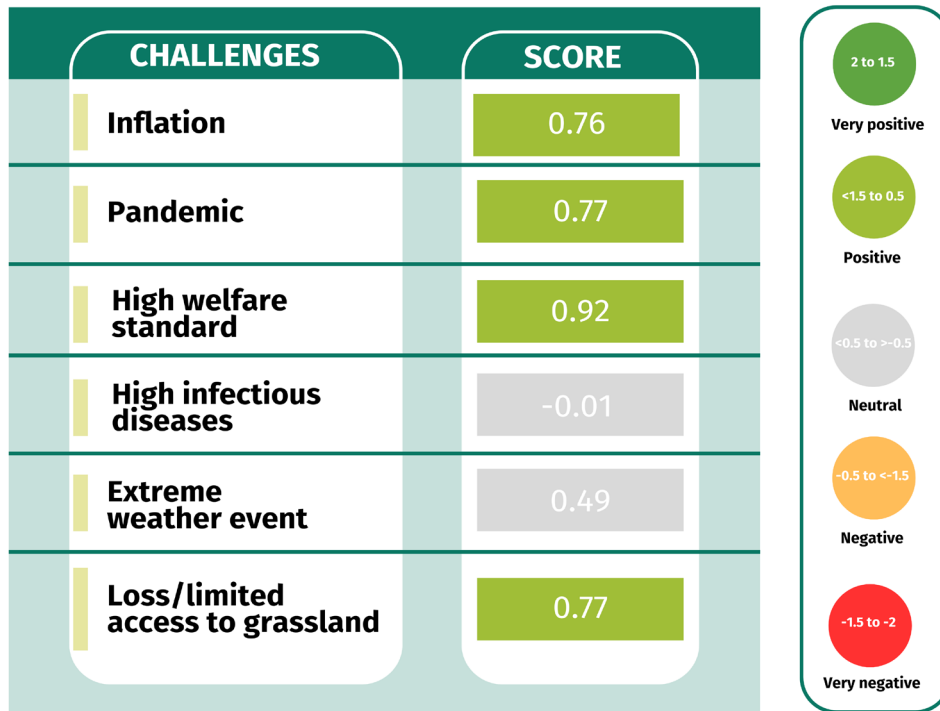 CHALLENGES
SCORE
Inflation
0.76
Pandemic
0.77
High welfare
standard
0.92
High infectious
diseases
-0.01
Extreme
weather event
0.49
Loss/limited
access to grassland
0.77
2 to 1.5
Very positive
<1.5 to 0.5
Positive
<0.5 to >-0.5
Neutral
-0.5 to <-1.5
Negative
-1.5 to -2
Very negative